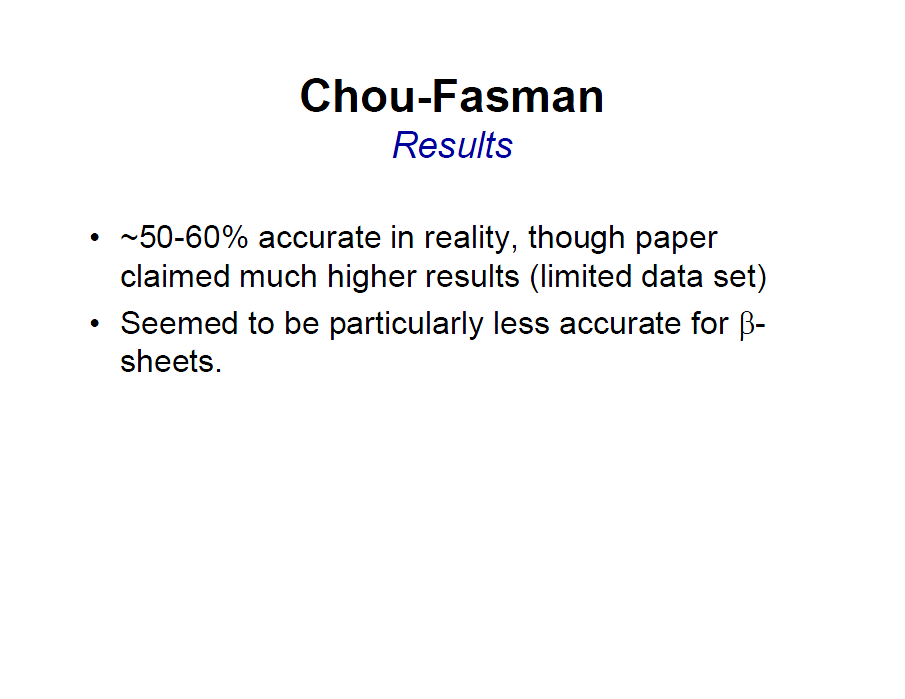 Chou-Fasman
Results
• ~50-60% accurate in reality, though paper
claimed much higher results (limited data set)
• Seemed to be particularly less accurate for β-
sheets.